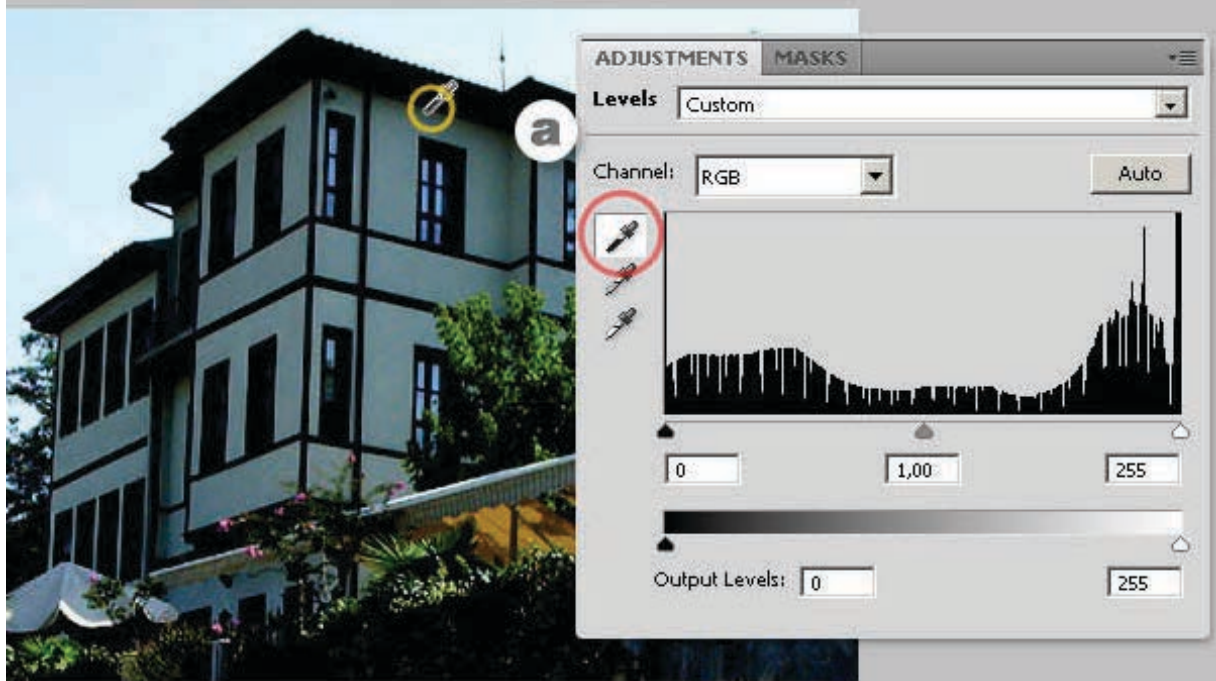 a
ADJUSTMENTS MASKS
Levels Custom
Channel: RGB Auto
0 1,00 255
Output Levels: 0 255